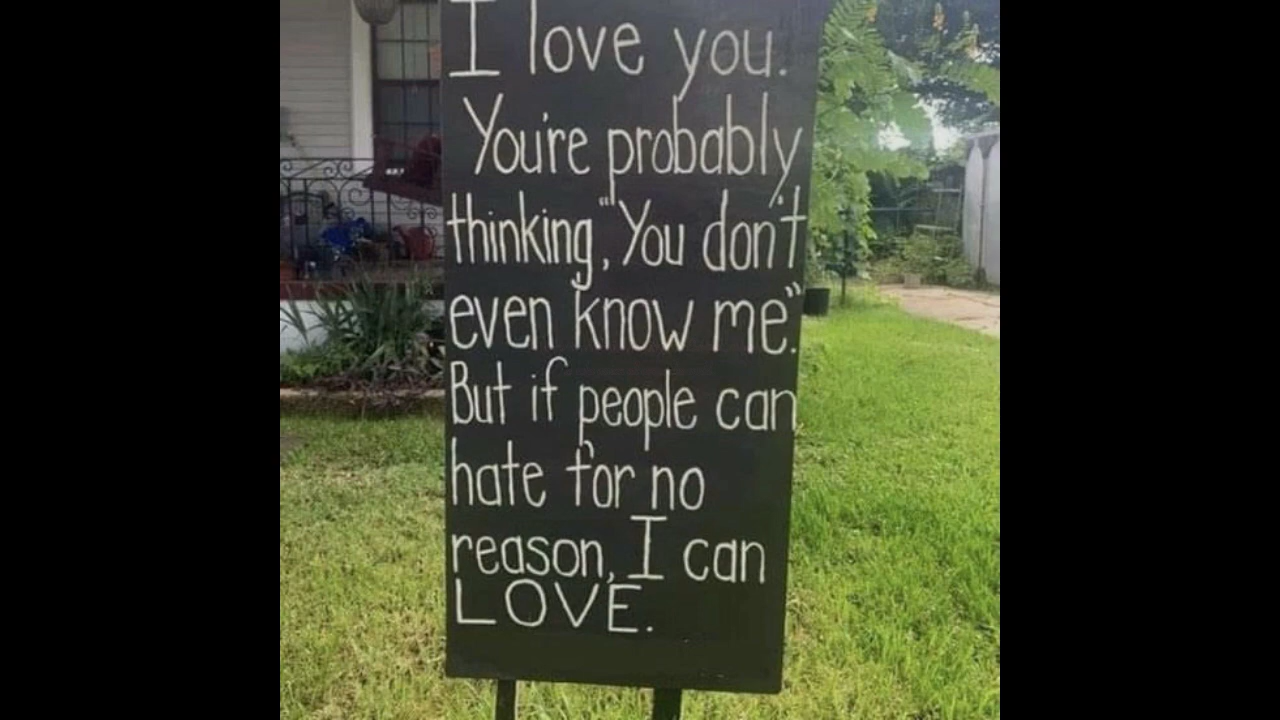 I love you.
You're probably
thinking, "You don't
even know me".
But if people can
hate for no
reason, I can
LOVE.